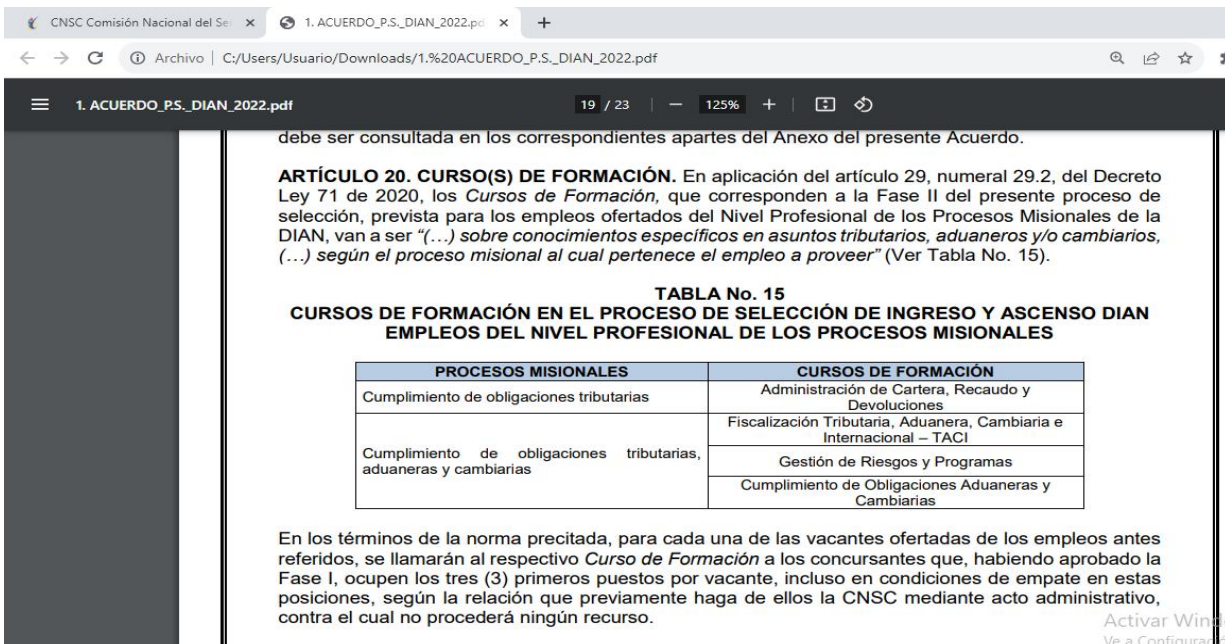 CNSC Comisión Nacional del Se
1. ACUERDO_P.S._DIAN_2022.pd
Archivo | C:/Users/Usuario/Downloads/1.%20ACUERDO_P.S._DIAN_2022.pdf
1. ACUERDO_P.S._DIAN_2022.pdf
19 / 23 | — 125% +
debe ser consultada en los correspondientes apartes del Anexo del presente Acuerdo.
ARTÍCULO 20. CURSO(S) DE FORMACIÓN. En aplicación del artículo 29, numeral 29.2, del Decreto
Ley 71 de 2020, los Cursos de Formación, que corresponden a la Fase II del presente proceso de
selección, prevista para los empleos ofertados del Nivel Profesional de los Procesos Misionales de la
DIAN, van a ser “(…) sobre conocimientos específicos en asuntos tributarios, aduaneros y/o cambiarios,
(…) según el proceso misional al cual pertenece el empleo a proveer” (Ver Tabla No. 15).
TABLA No. 15
CURSOS DE FORMACIÓN EN EL PROCESO DE SELECCIÓN DE INGRESO Y ASCENSO DIAN
EMPLEOS DEL NIVEL PROFESIONAL DE LOS PROCESOS MISIONALES
PROCESOS MISIONALES
CURSOS DE FORMACIÓN
Cumplimiento de obligaciones tributarias
Administración de Cartera, Recaudo y
Devoluciones
Cumplimiento de obligaciones tributarias,
aduaneras y cambiarias
Fiscalización Tributaria, Aduanera, Cambiaria e
Internacional – TACI
Gestión de Riesgos y Programas
Cumplimiento de Obligaciones Aduaneras y
Cambiarias
En los términos de la norma precitada, para cada una de las vacantes ofertadas de los empleos antes
referidos, se llamarán al respectivo Curso de Formación a los concursantes que, habiendo aprobado la
Fase I, ocupen los tres (3) primeros puestos por vacante, incluso en condiciones de empate en estas
posiciones, según la relación que previamente haga de ellos la CNSC mediante acto administrativo,
contra el cual no procederá ningún recurso.
Activar Wind
Ve a Configurac